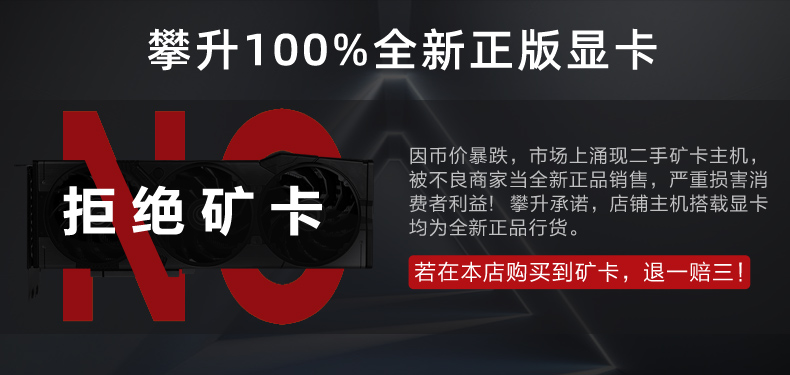 攀升100%全新正版显卡
NO
拒绝矿卡
因币价暴跌，市场上涌现二手矿卡主机，
被不良商家当全新正品销售，严重损害消
费者利益！攀升承诺，店铺主机搭载显卡
均为全新正品行货。
若在本店购买到矿卡，退一赔三！